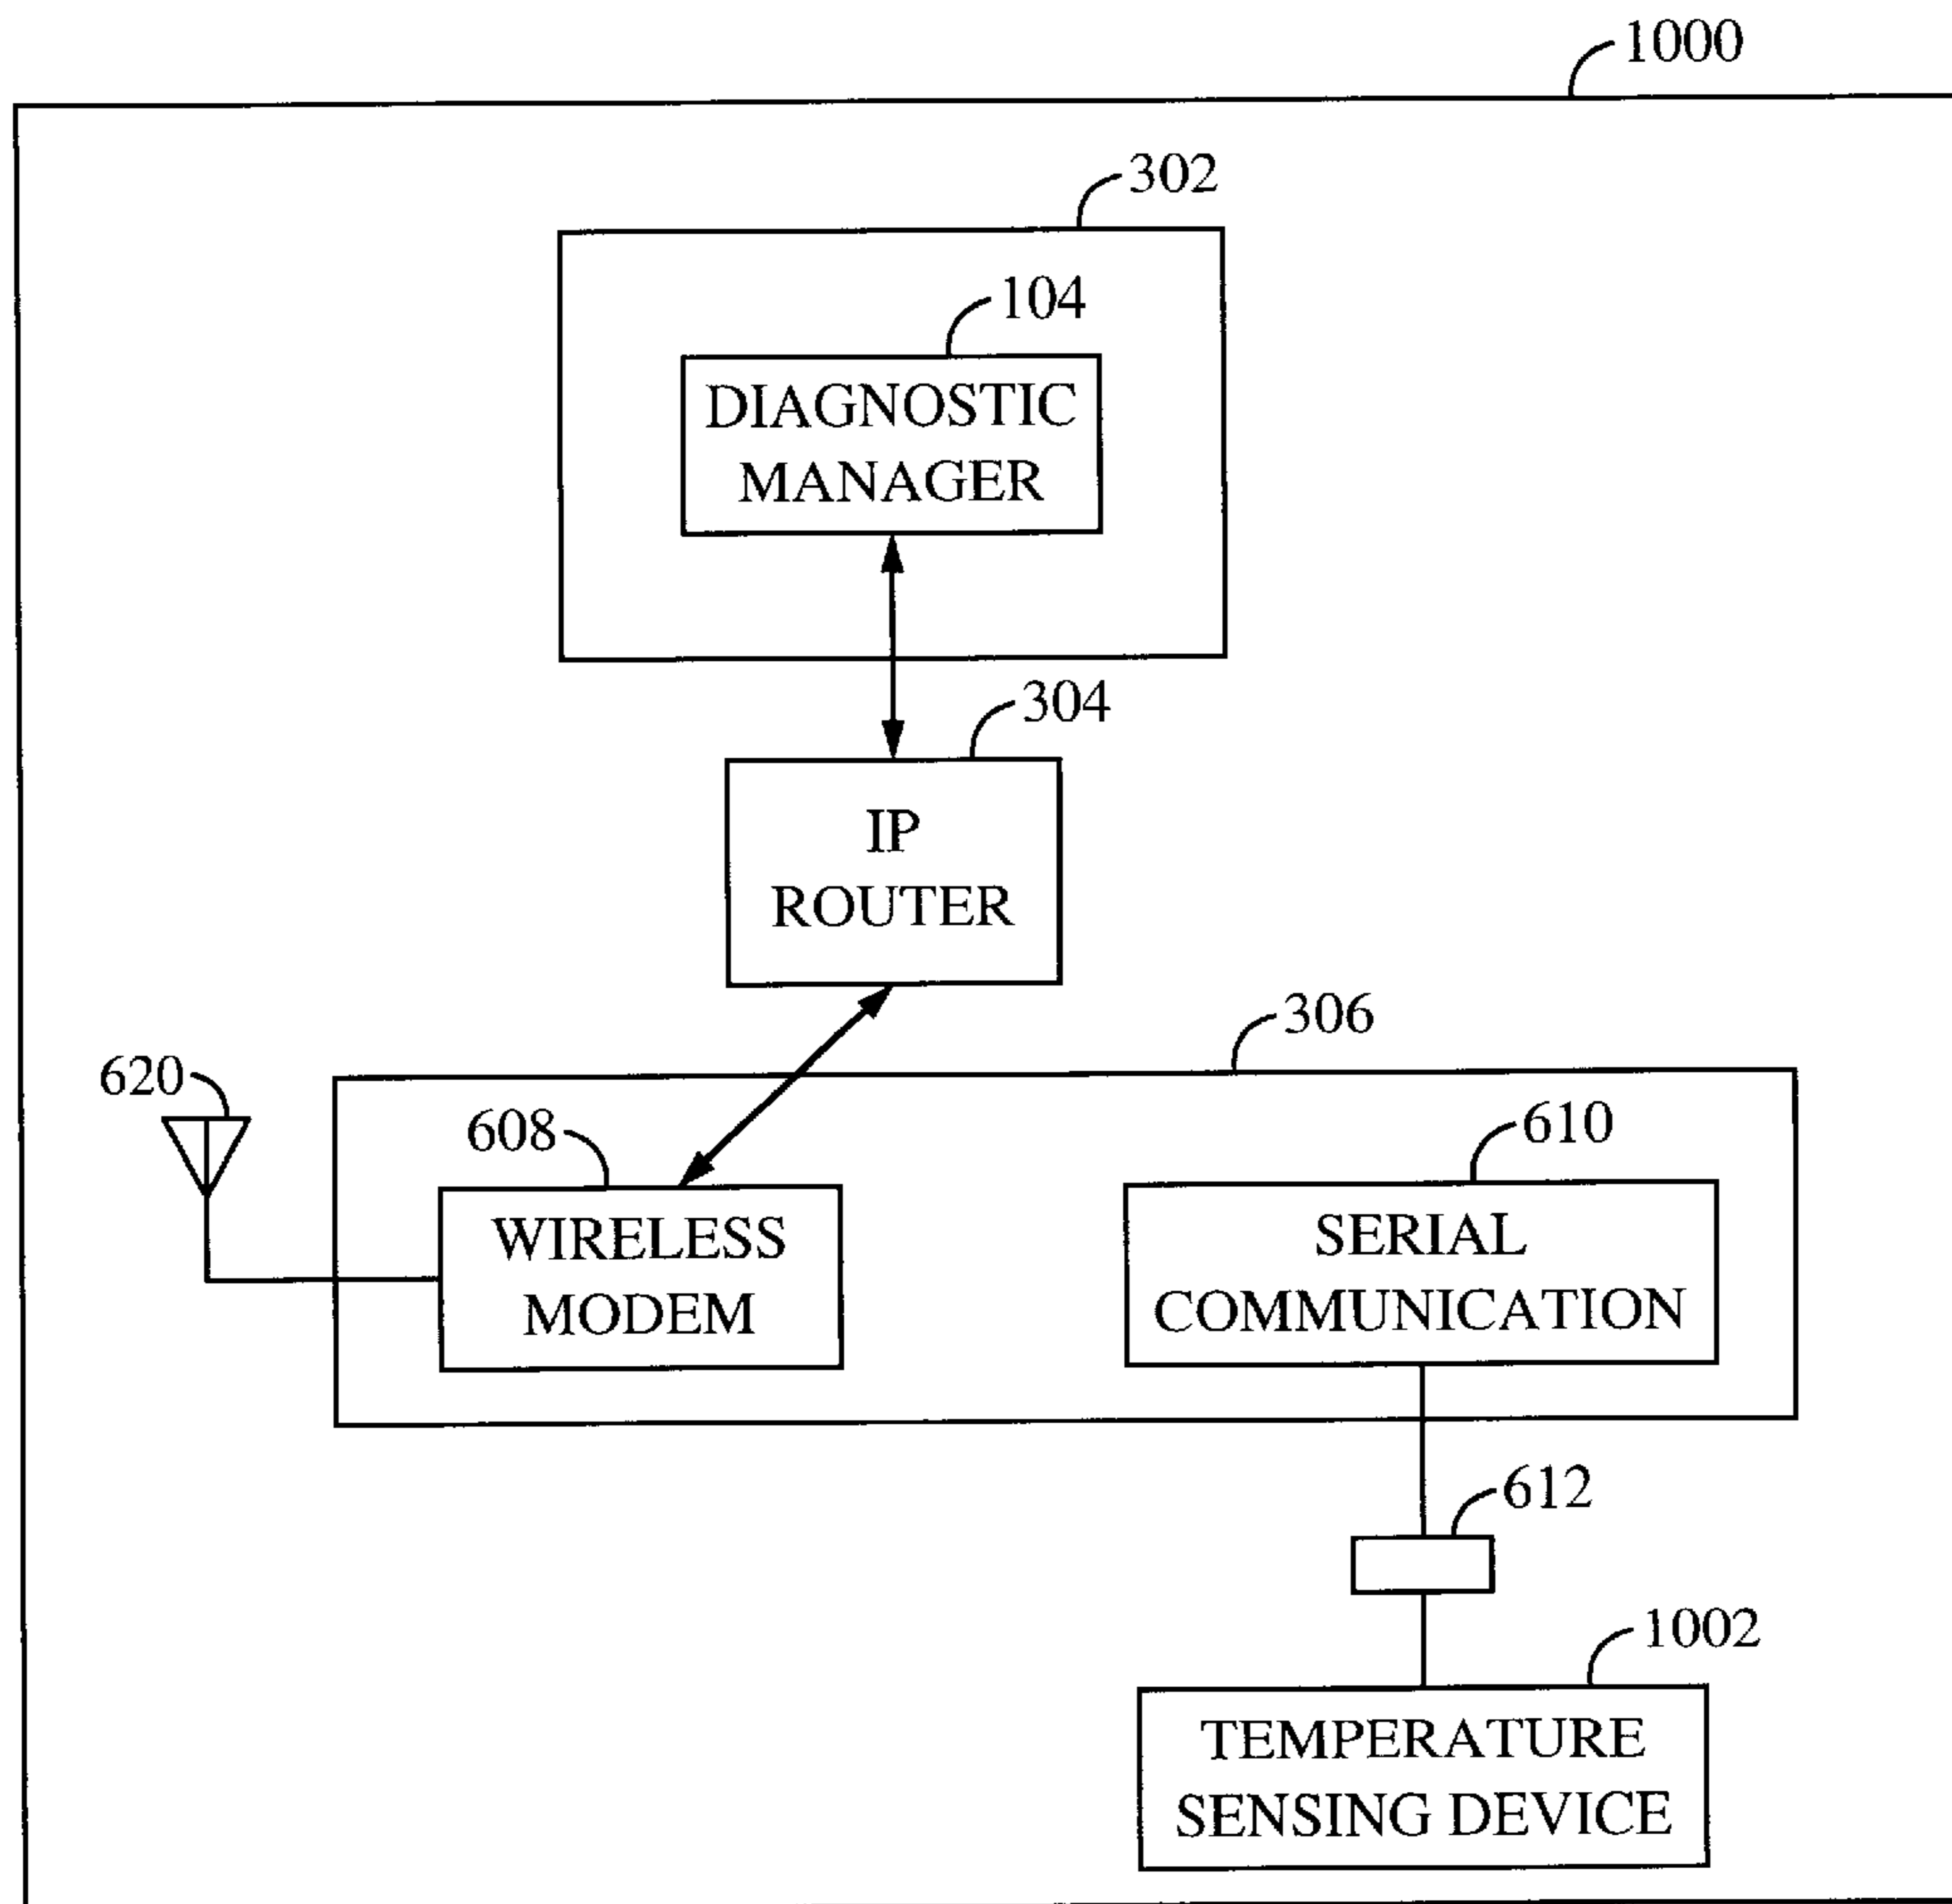 1000
302
104
DIAGNOSTIC
MANAGER
304
IP
ROUTER
306
620
608
610
WIRELESS
MODEM
SERIAL
COMMUNICATION
612
1002
TEMPERATURE
SENSING DEVICE